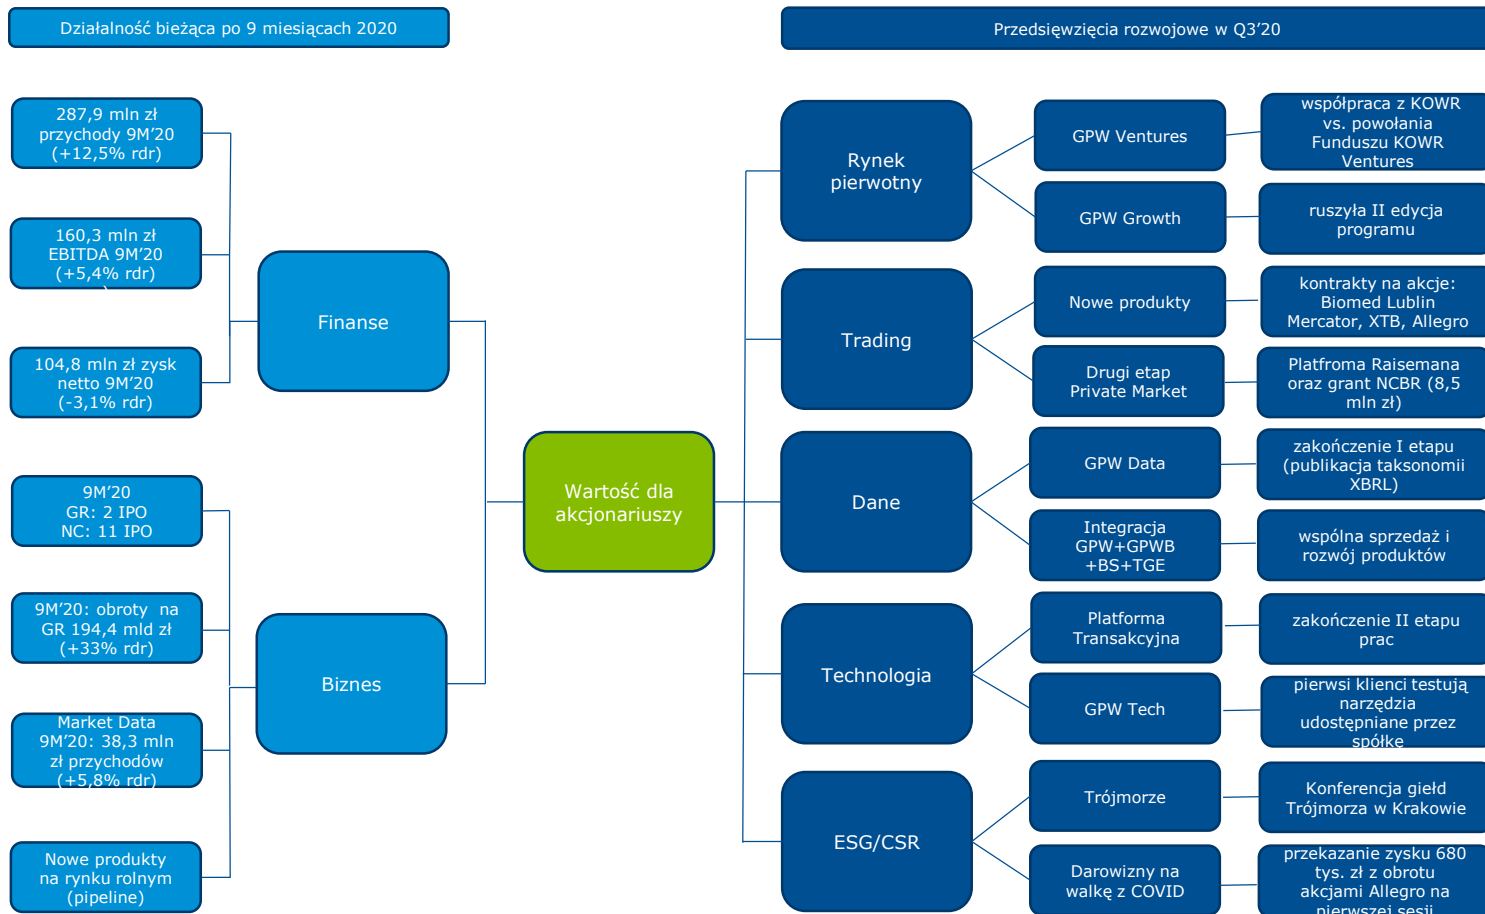 Działalność bieżąca po 9 miesiącach 2020
Przedsięwzięcia rozwojowe w Q3’20
287,9 mln zł
przychody 9M’20
(+12,5% rdr)
160,3 mln zł
EBITDA 9M’20
(+5,4% rdr)
104,8 mln zł zysk
netto 9M’20
(-3,1% rdr)
Finanse
9M’20
GR: 2 IPO
NC: 11 IPO
9M’20: obroty na
GR 194,4 mld zł
(+33% rdr)
Market Data
9M’20: 38,3 mln
zł przychodów
(+5,8% rdr)
Nowe produkty
na rynku rolnym
(pipeline)
Biznes
Wartość dla
akcjonariuszy
Rynek
pierwotny
GPW Ventures
współpraca z KOWR
vs. powołania
Funduszu KOWR
Ventures
GPW Growth
ruszyła II edycja
programu
Trading
Nowe produkty
kontrakty na akcje:
Biomed Lublin
Mercator, XTB, Allegro
Drugi etap
Private Market
Platfroma Raisemana
oraz grant NCBR (8,5
mln zł)
Dane
GPW Data
zakończenie I etapu
(publikacja taksonomii
XBRL)
Integracja
GPW+GPWB
+BS+TGE
wspólna sprzedaż i
rozwój produktów
Technologia
Platforma
Transakcyjna
zakończenie II etapu
prac
GPW Tech
pierwsi klienci testują
narzędzia
udostępniane przez
spółkę
ESG/CSR
Trójmorze
Konferencja giełd
Trójmorza w Krakowie
Darowizny na
walkę z COVID
przekazanie zysku 680
tys. zł z obrotu
akcjami Allegro na
pierwszej sesji